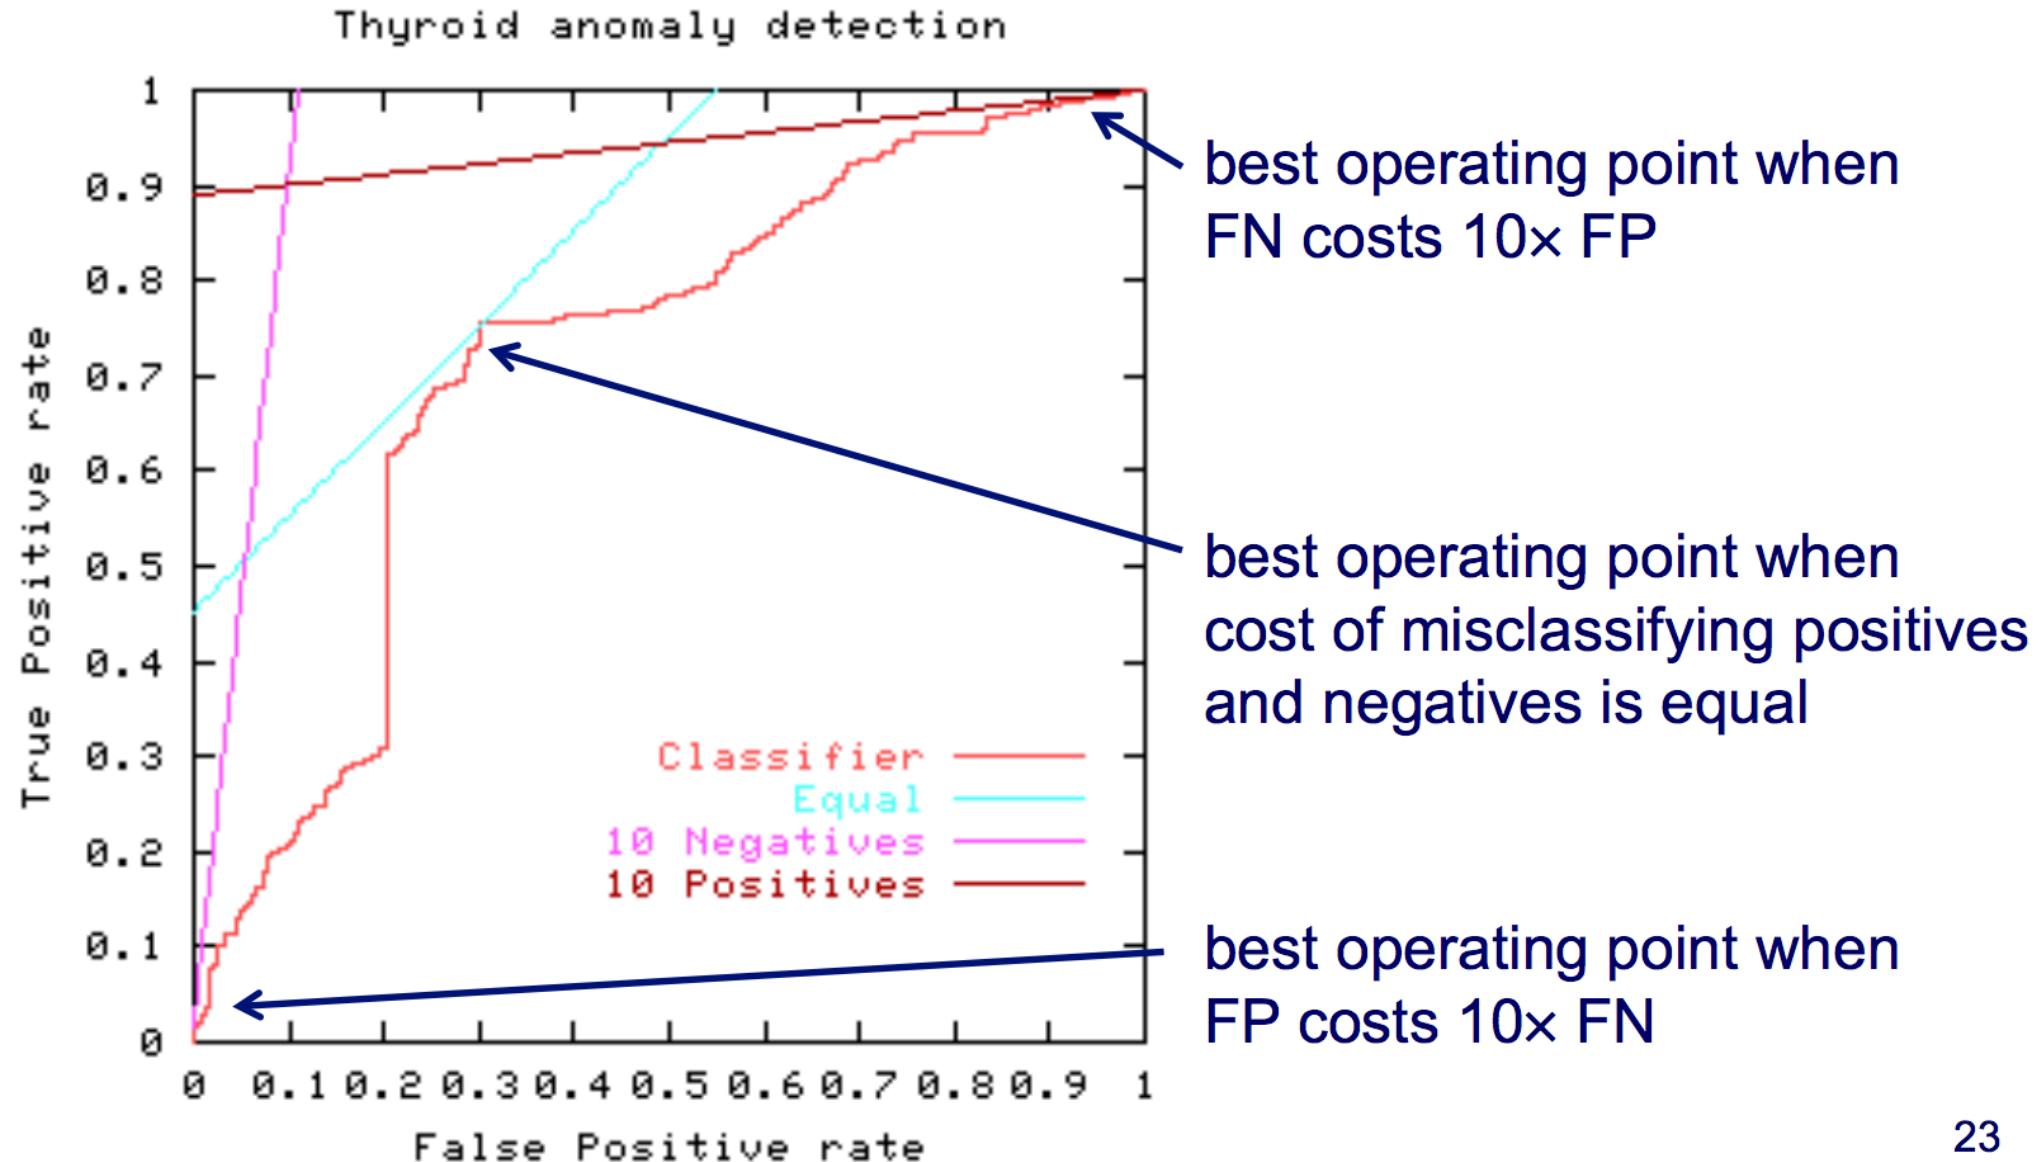 Thyroid anomaly detection
True Positive rate
1
0.9
0.8
0.7
0.6
0.5
0.4
0.3
0.2
0.1
0
0 0.1 0.2 0.3 0.4 0.5 0.6 0.7 0.8 0.9 1
False Positive rate
Classifier
Equal
10 Negatives
10 Positives
best operating point when
FN costs 10× FP
best operating point when
cost of misclassifying positives
and negatives is equal
best operating point when
FP costs 10× FN
23